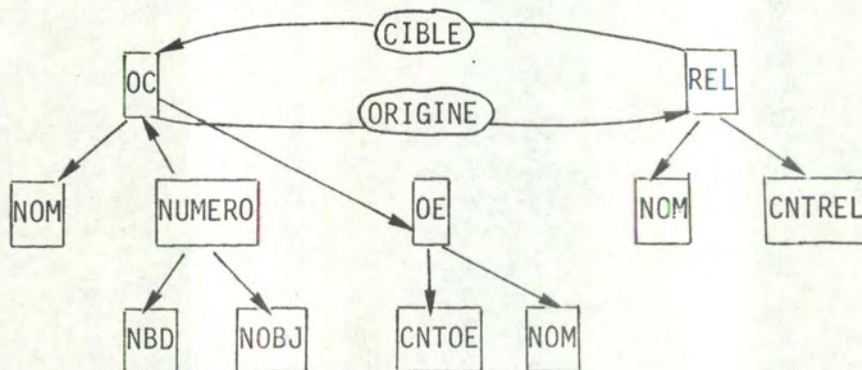 CIBLE
OC REL
ORIGINE
NOM NUMERO OE NOM CNTREL
NBD NOBJ CNTOE NOM